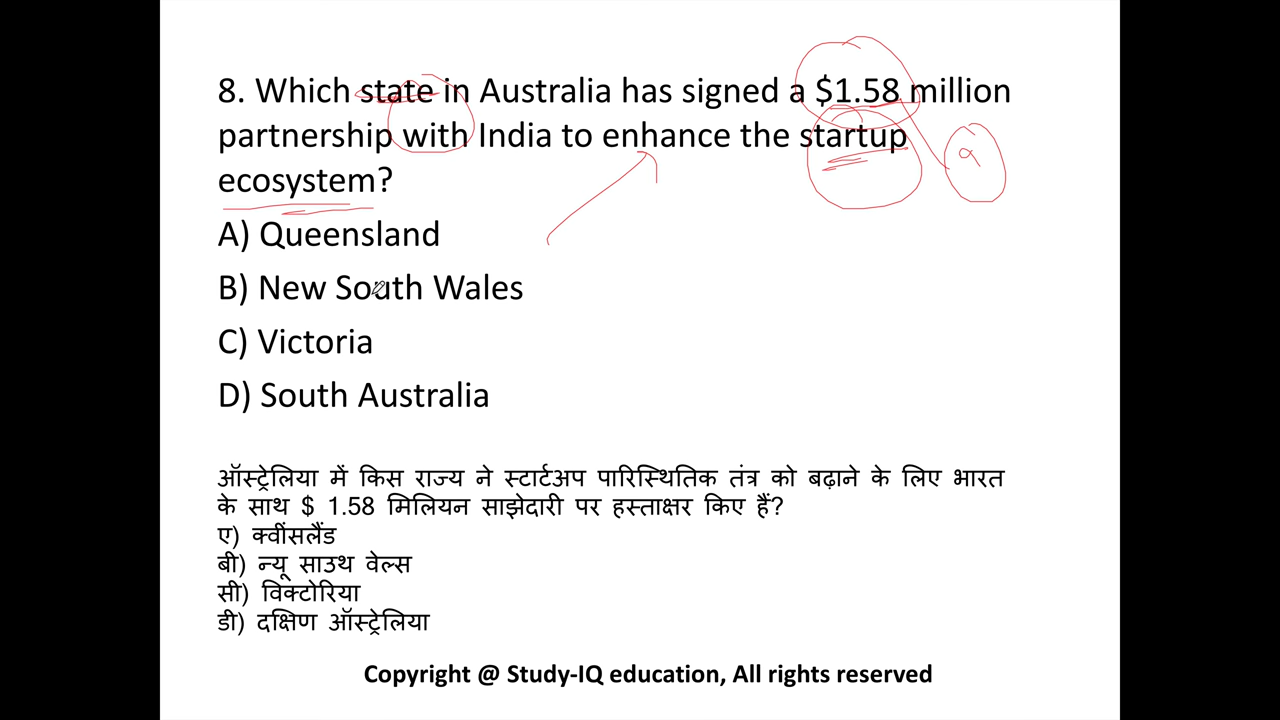 8. Which state in Australia has signed a $1.58 million
partnership with India to enhance the startup
ecosystem?
A) Queensland
B) New South Wales
C) Victoria
D) South Australia
ऑस्ट्रेलिया में किस राज्य ने स्टार्टअप पारिस्थितिक तंत्र को बढ़ाने के लिए भारत
के साथ $ 1.58 मिलियन साझेदारी पर हस्ताक्षर किए हैं?
ए) क्वींसलैंड
बी) न्यू साउथ वेल्स
सी) विक्टोरिया
डी) दक्षिण ऑस्ट्रेलिया
Copyright @ Study-IQ education, All rights reserved